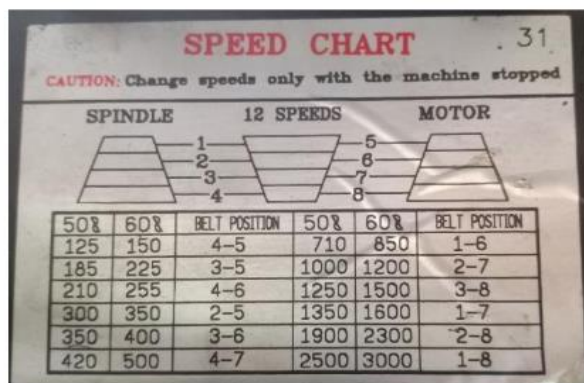 SPEED CHART
31
CAUTION: Change speeds only with the machine stopped
SPINDLE 12 SPEEDS MOTOR
1 5
2 6
3 7
4 8
50% 60% BELT POSITION 50% 60% BELT POSITION
125 150 4-5 710 850 1-6
185 225 3-5 1000 1200 2-7
210 255 4-6 1250 1500 3-8
300 350 2-5 1350 1600 1-7
350 400 3-6 1900 2300 2-8
420 500 4-7 2500 3000 1-8